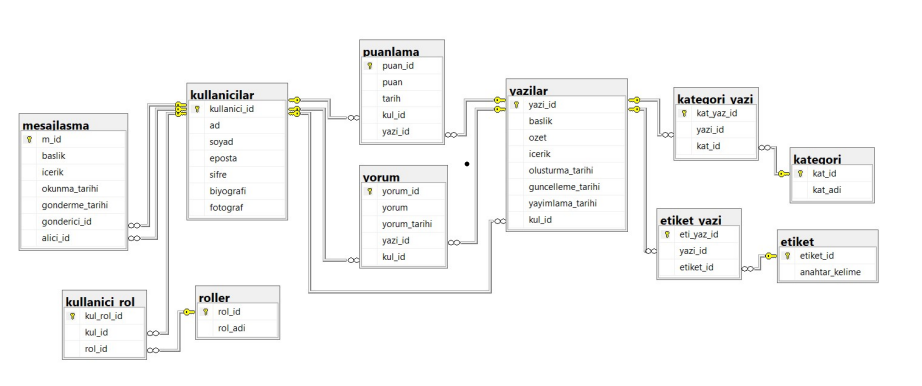 mesajlasma
m_id
baslik
icerik
okunma_tarihi
gonderme_tarihi
gonderici_id
alici_id
kullanicilar
kullanici_id
ad
soyad
eposta
sifre
biyografi
fotograf
kullanici_rol
kul_rol_id
kul_id
rol_id
roller
rol_id
rol_adi
puanlama
puan_id
puan
tarih
kul_id
yazi_id
yorum
yorum_id
yorum
yorum_tarihi
yazi_id
kul_id
yazilar
yazi_id
baslik
ozet
icerik
olusturma_tarihi
guncelleme_tarihi
yayimlama_tarihi
kul_id
kategori_yazi
kat_yaz_id
yazi_id
kat_id
kategori
kat_id
kat_adi
etiket_yazi
eti_yaz_id
yazi_id
etiket_id
etiket
etiket_id
anahtar_kelime